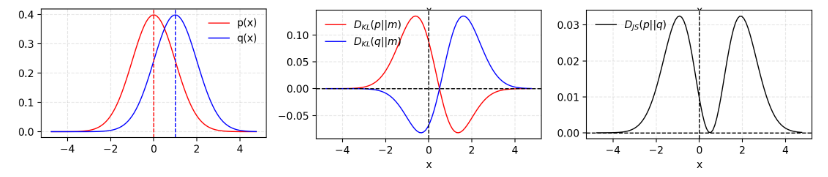 0.4
0.3
0.2
0.1
0.0
−4 −2 0 2 4
p(x)
q(x)
0.10
0.05
0.00
−0.05
−4 −2 0 2 4
x
D_KL(p||m)
D_KL(q||m)
0.03
0.02
0.01
0.00
−4 −2 0 2 4
x
D_JS(p||q)